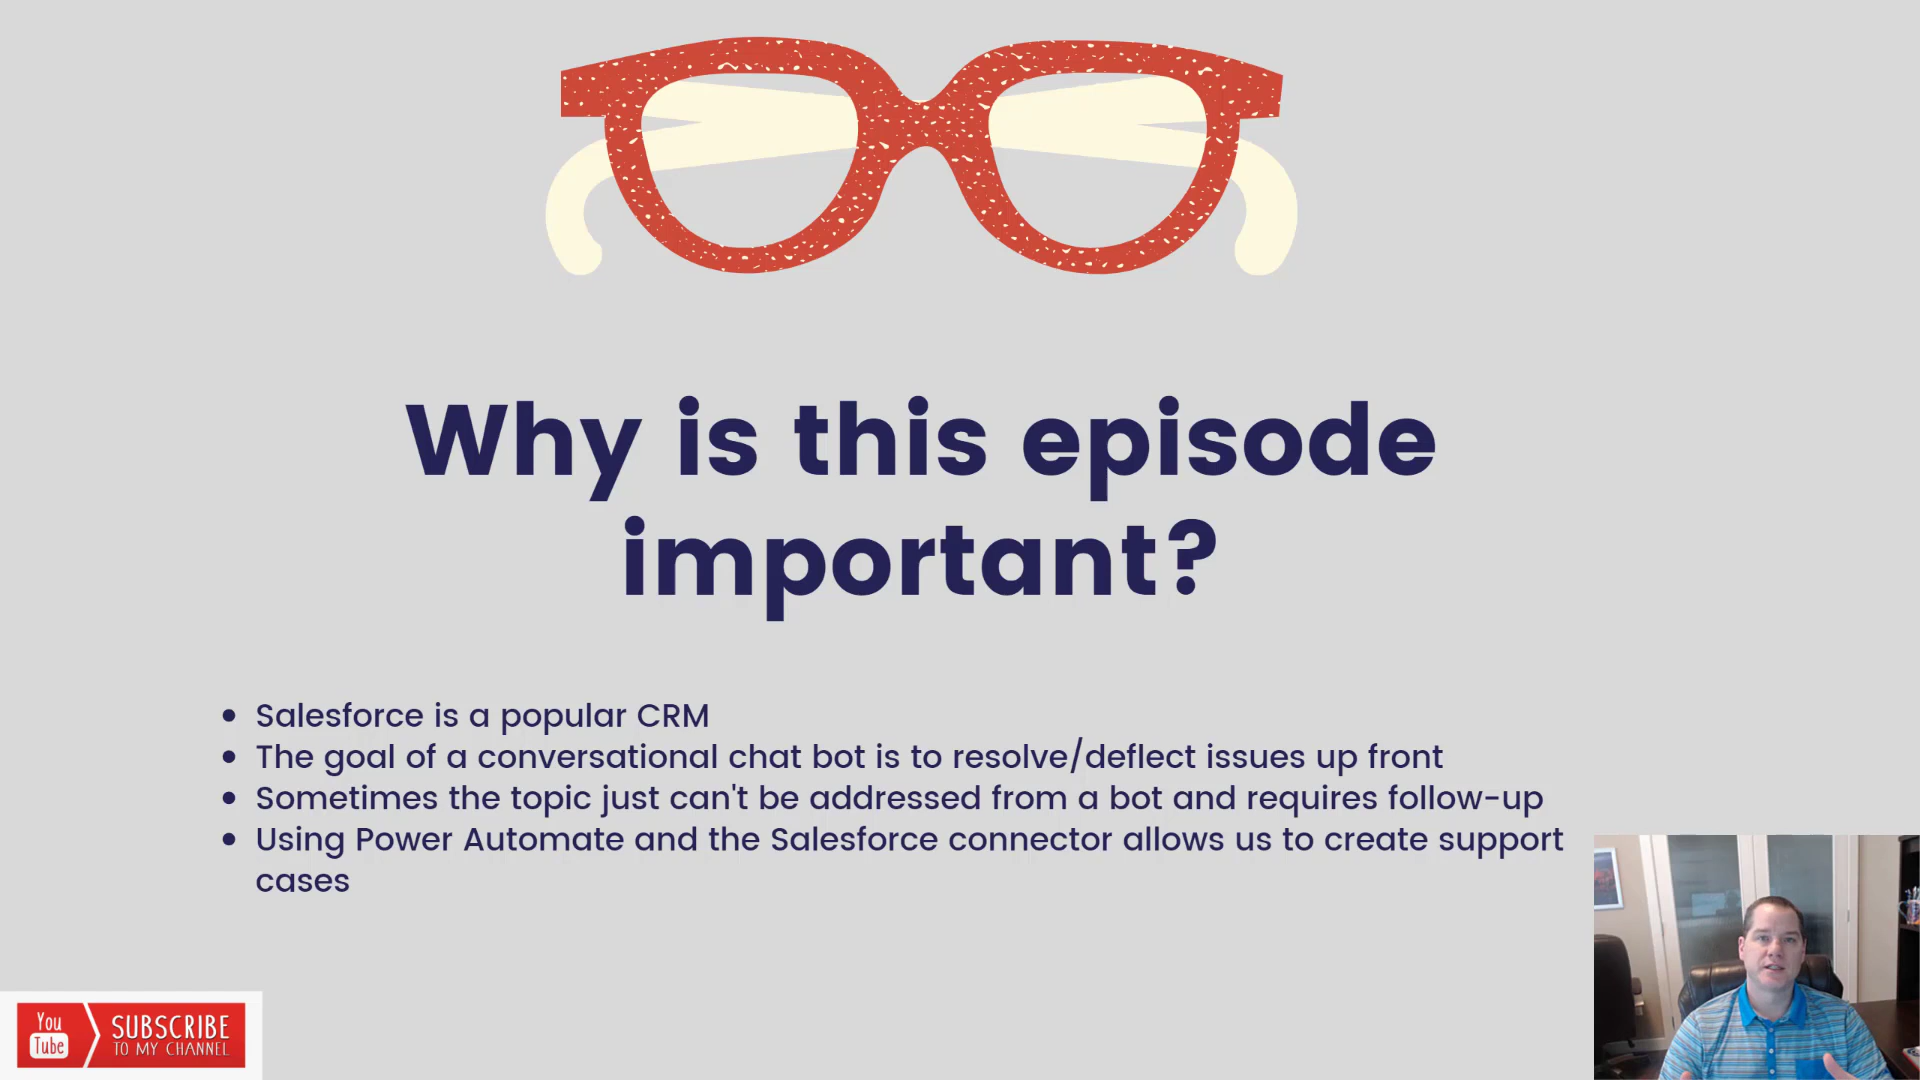 Why is this episode
important?
• Salesforce is a popular CRM
• The goal of a conversational chat bot is to resolve/deflect issues up front
• Sometimes the topic just can't be addressed from a bot and requires follow-up
• Using Power Automate and the Salesforce connector allows us to create support
cases
You
Tube
SUBSCRIBE
TO MY CHANNEL